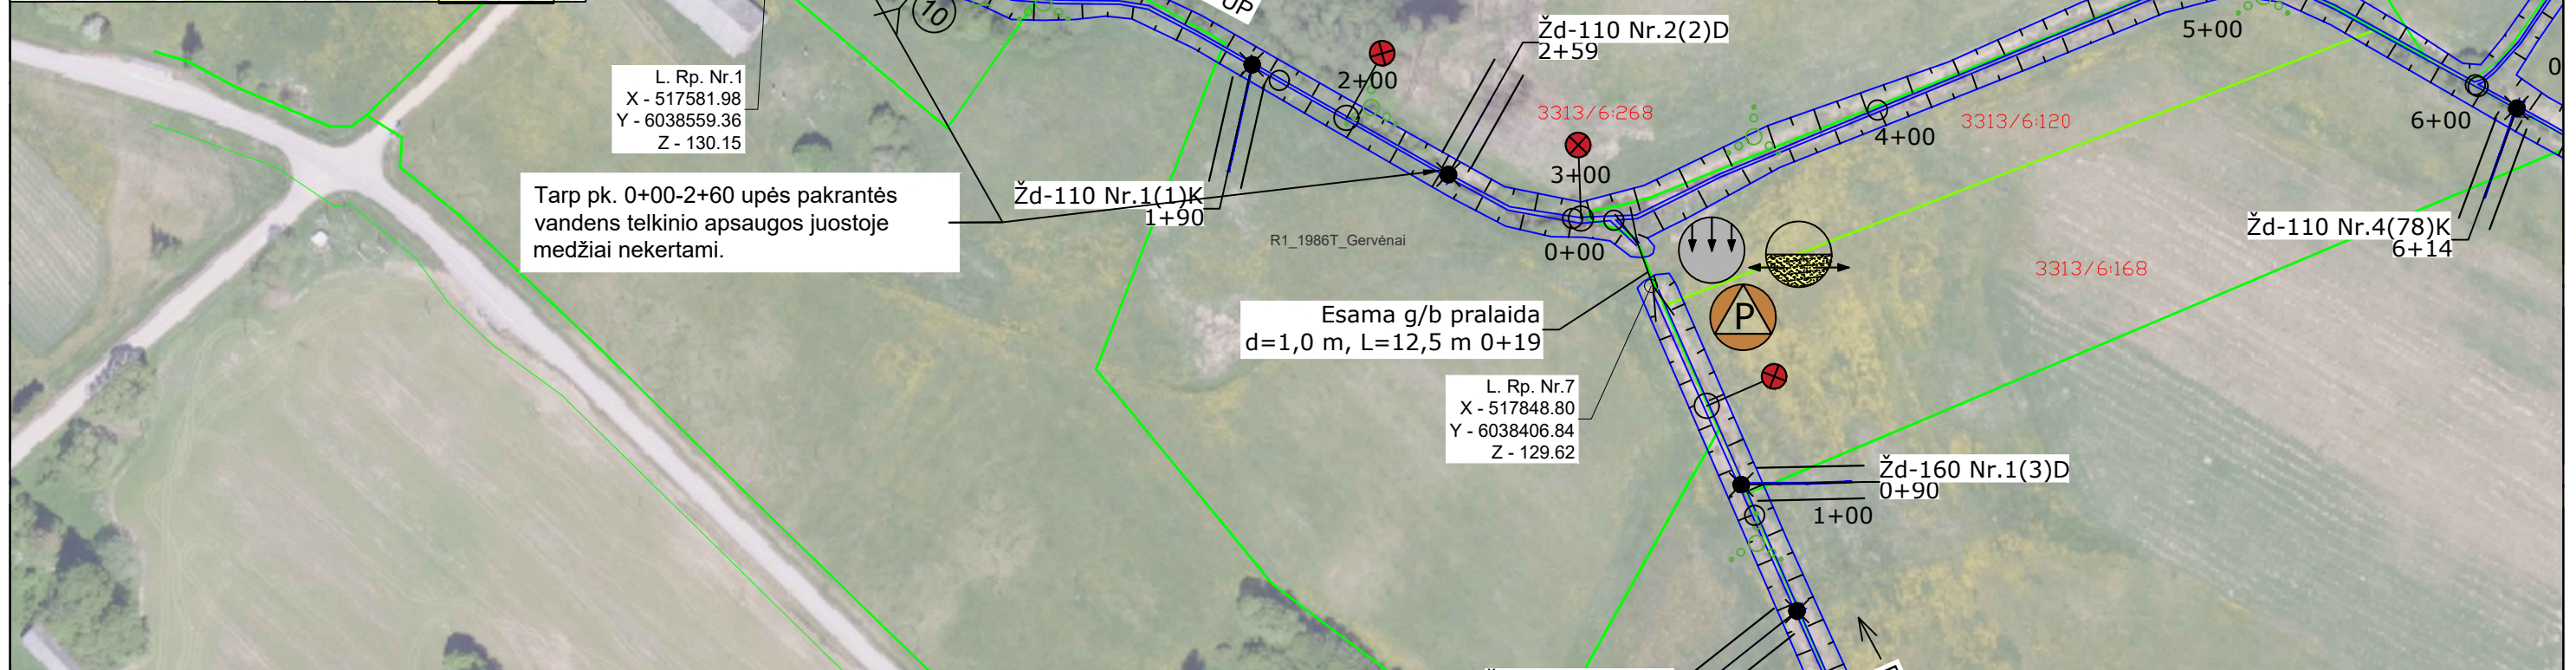 10
UP
L. Rp. Nr.1
X - 517581.98
Y - 6038559.36
Z - 130.15
Tarp pk. 0+00-2+60 upės pakrantės
vandens telkinio apsaugos juostoje
medžiai nekertami.
Žd-110 Nr.1(1)K
1+90
2+00
Žd-110 Nr.2(2)D
2+59
3313/6:268
3+00
0+00
R1_1986T_Gervėnai
4+00
3313/6:120
5+00
6+00
0
Žd-110 Nr.4(78)K
6+14
3313/6:168
Esama g/b pralaida
d=1,0 m, L=12,5 m 0+19
P
L. Rp. Nr.7
X - 517848.80
Y - 6038406.84
Z - 129.62
Žd-160 Nr.1(3)D
0+90
1+00